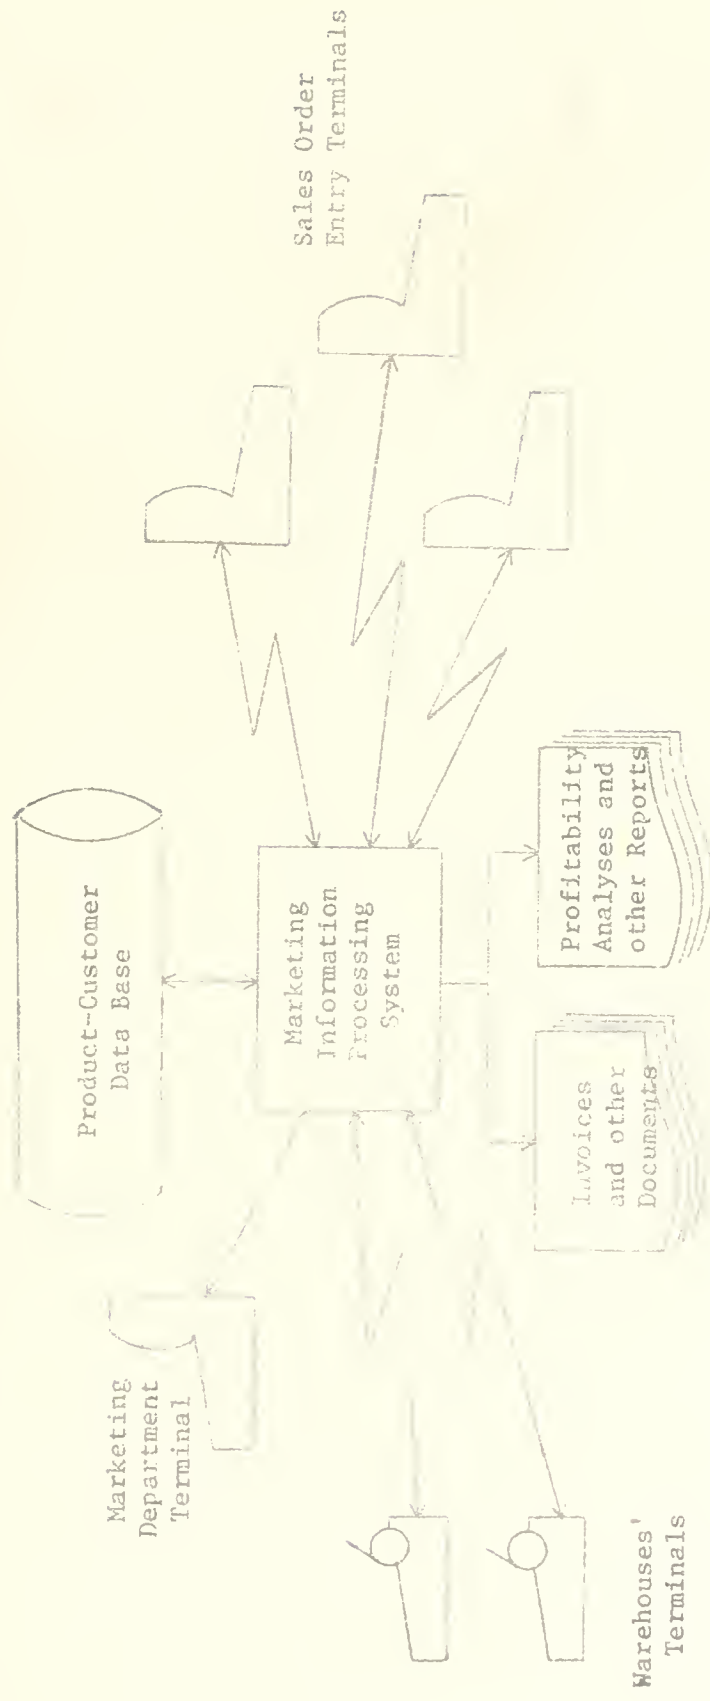 Product-Customer
Data Base
Marketing
Department
Terminal
Sales Order
Entry Terminals
Marketing
Information
Processing
System
Warehouses'
Terminals
Invoices
and other
Documents
Profitability
Analyses and
other Reports